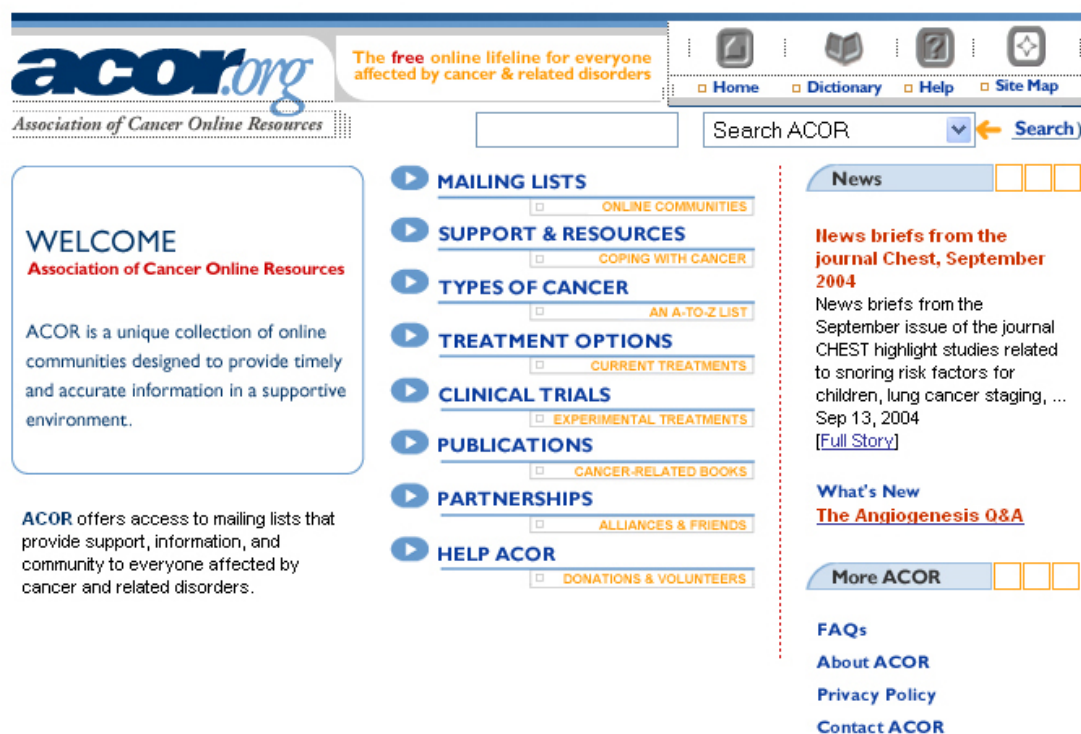 acor.org
Association of Cancer Online Resources
The free online lifeline for everyone
affected by cancer & related disorders
Home
Dictionary
Help
Site Map
Search ACOR
Search
WELCOME
Association of Cancer Online Resources
ACOR is a unique collection of online
communities designed to provide timely
and accurate information in a supportive
environment.
ACOR offers access to mailing lists that
provide support, information, and
community to everyone affected by
cancer and related disorders.
MAILING LISTS
ONLINE COMMUNITIES
SUPPORT & RESOURCES
COPING WITH CANCER
TYPES OF CANCER
AN A-TO-Z LIST
TREATMENT OPTIONS
CURRENT TREATMENTS
CLINICAL TRIALS
EXPERIMENTAL TREATMENTS
PUBLICATIONS
CANCER-RELATED BOOKS
PARTNERSHIPS
ALLIANCES & FRIENDS
HELP ACOR
DONATIONS & VOLUNTEERS
News
News briefs from the
journal Chest, September
2004
News briefs from the
September issue of the journal
CHEST highlight studies related
to snoring risk factors for
children, lung cancer staging, ...
Sep 13, 2004
[Full Story]
What's New
The Angiogenesis Q&A
More ACOR
FAQs
About ACOR
Privacy Policy
Contact ACOR